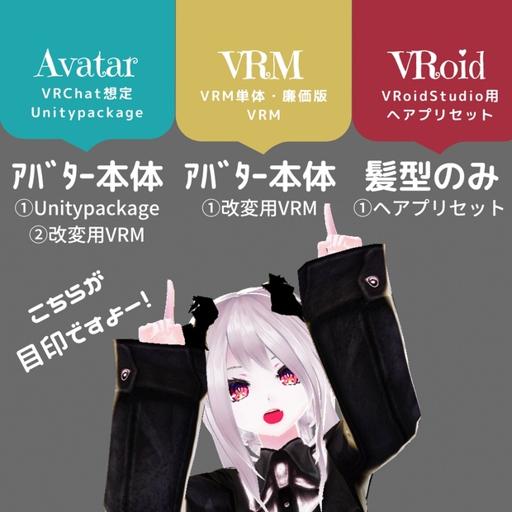 Avatar
VRChat想定
Unitypackage
VRM
VRM単体・廉価版
VRM
VRoid
VRoidStudio用
ヘアプリセット
ｱﾊﾞﾀｰ本体
①Unitypackage
②改変用VRM
ｱﾊﾞﾀｰ本体
①改変用VRM
髪型のみ
①ヘアプリセット
こちらが
目印ですよー!